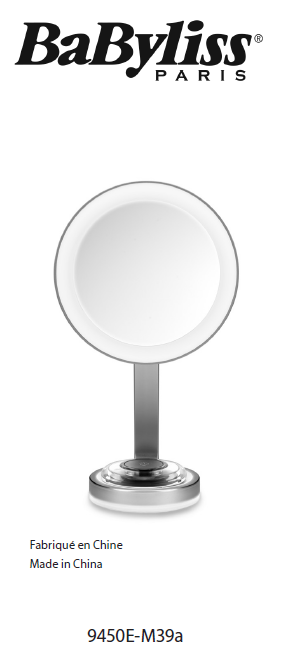 BaByliss®
PARIS
Fabriqué en Chine
Made in China
9450E-M39a